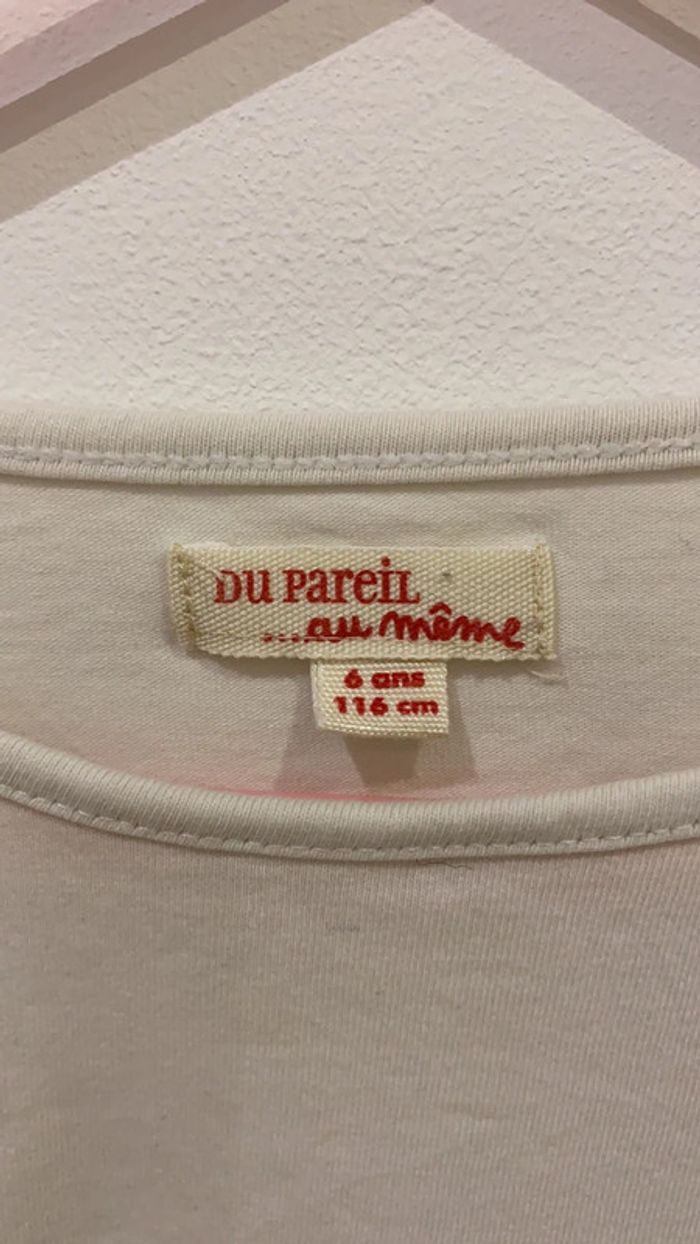 DU PAREIL
...au même
6 ans
116 cm